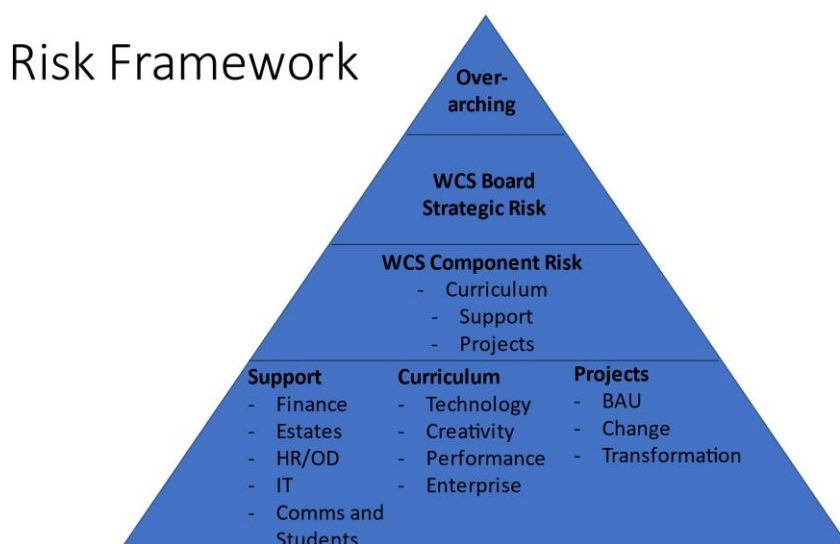 Risk Framework
Over-
arching
WCS Board
Strategic Risk
WCS Component Risk
- Curriculum
- Support
- Projects
Support
- Finance
- Estates
- HR/OD
- IT
- Comms and
Students
Curriculum
- Technology
- Creativity
- Performance
- Enterprise
Projects
- BAU
- Change
- Transformation